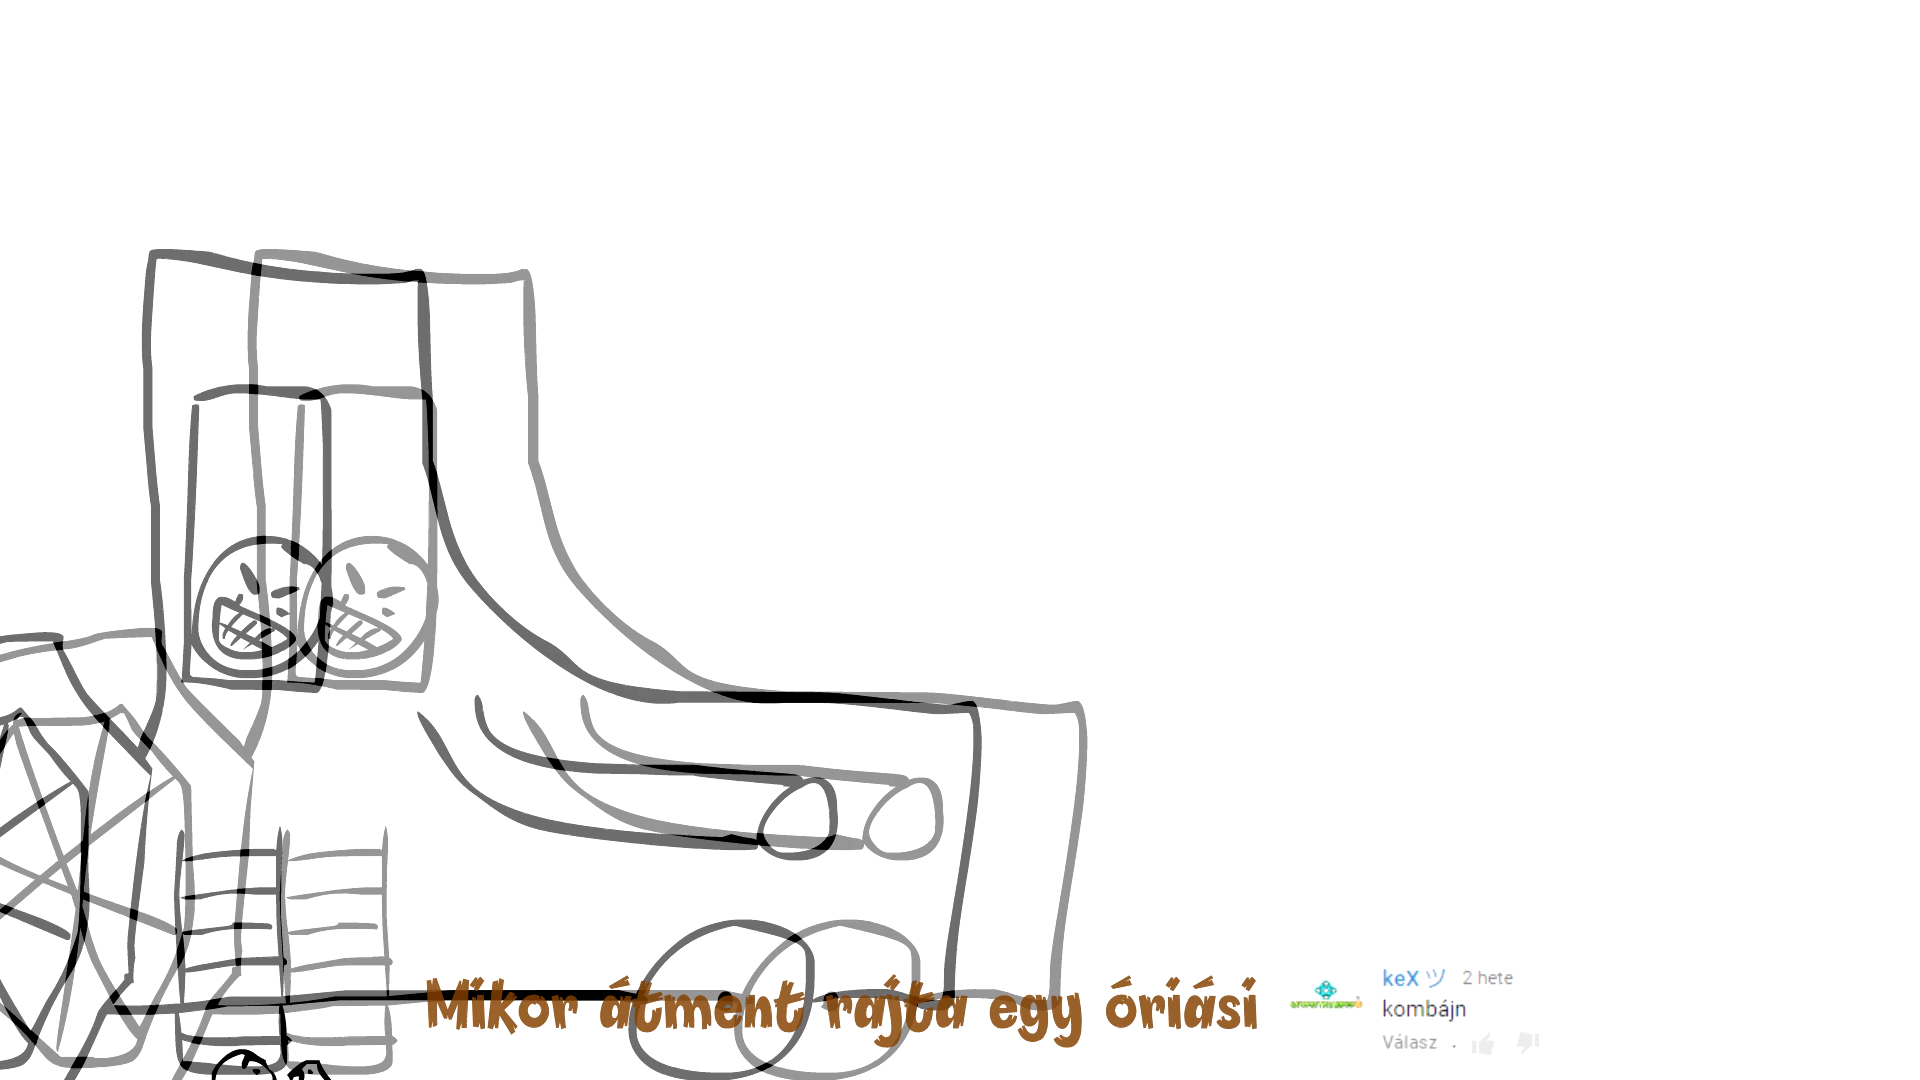 Mikor átment rajta egy óriási
keX ツ 2 hete
kombájn
Válasz